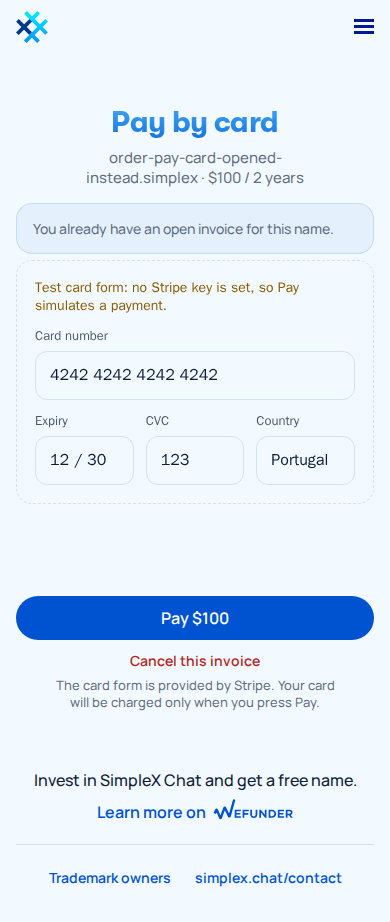 Pay by card
order-pay-card-opened-
instead.simplex · $100 / 2 years
You already have an open invoice for this name.
Test card form: no Stripe key is set, so Pay
simulates a payment.
Card number
4242 4242 4242 4242
Expiry CVC Country
12 / 30 123 Portugal
Pay $100
Cancel this invoice
The card form is provided by Stripe. Your card
will be charged only when you press Pay.
Invest in SimpleX Chat and get a free name.
Learn more on WEFUNDER
Trademark owners simplex.chat/contact